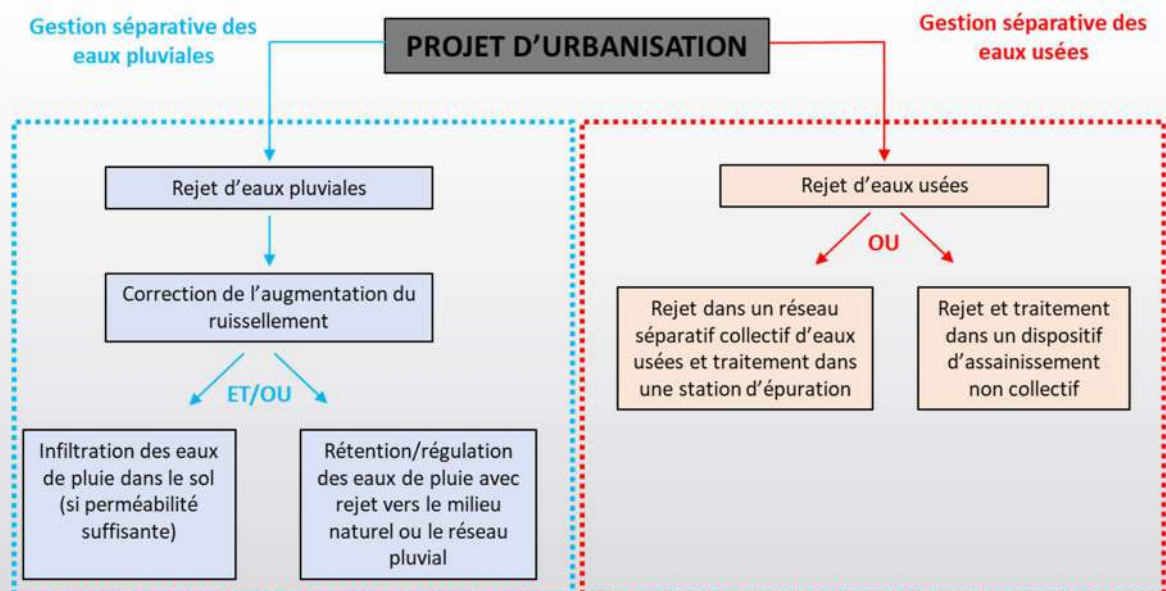 Gestion séparative des
eaux pluviales
PROJET D'URBANISATION
Gestion séparative des
eaux usées
Rejet d'eaux pluviales
Correction de l'augmentation du
ruissellement
ET/OU
Infiltration des eaux
de pluie dans le sol
(si perméabilité
suffisante)
Rétention/régulation
des eaux de pluie avec
rejet vers le milieu
naturel ou le réseau
pluvial
Rejet d'eaux usées
OU
Rejet dans un réseau
séparatif collectif d'eaux
usées et traitement dans
une station d'épuration
Rejet et traitement
dans un dispositif
d'assainissement
non collectif